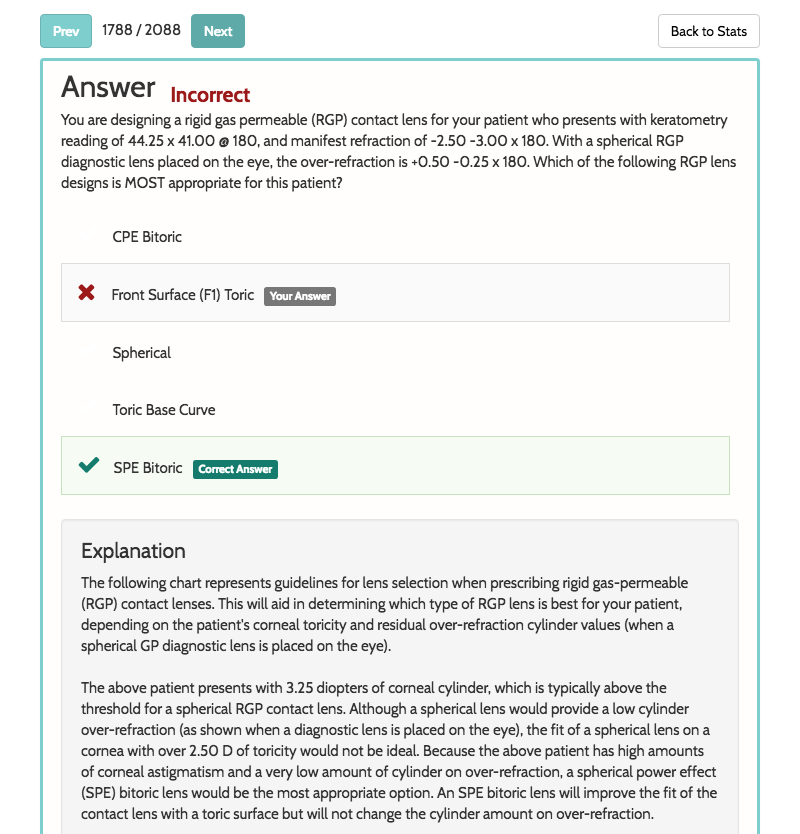 Prev 1788 / 2088 Next Back to Stats
Answer Incorrect
You are designing a rigid gas permeable (RGP) contact lens for your patient who presents with keratometry
reading of 44.25 x 41.00 @ 180, and manifest refraction of -2.50 -3.00 x 180. With a spherical RGP
diagnostic lens placed on the eye, the over-refraction is +0.50 -0.25 x 180. Which of the following RGP lens
designs is MOST appropriate for this patient?
CPE Bitoric
Front Surface (F1) Toric Your Answer
Spherical
Toric Base Curve
SPE Bitoric Correct Answer
Explanation
The following chart represents guidelines for lens selection when prescribing rigid gas-permeable
(RGP) contact lenses. This will aid in determining which type of RGP lens is best for your patient,
depending on the patient's corneal toricity and residual over-refraction cylinder values (when a
spherical GP diagnostic lens is placed on the eye).
The above patient presents with 3.25 diopters of corneal cylinder, which is typically above the
threshold for a spherical RGP contact lens. Although a spherical lens would provide a low cylinder
over-refraction (as shown when a diagnostic lens is placed on the eye), the fit of a spherical lens on a
cornea with over 2.50 D of toricity would not be ideal. Because the above patient has high amounts
of corneal astigmatism and a very low amount of cylinder on over-refraction, a spherical power effect
(SPE) bitoric lens would be the most appropriate option. An SPE bitoric lens will improve the fit of the
contact lens with a toric surface but will not change the cylinder amount on over-refraction.